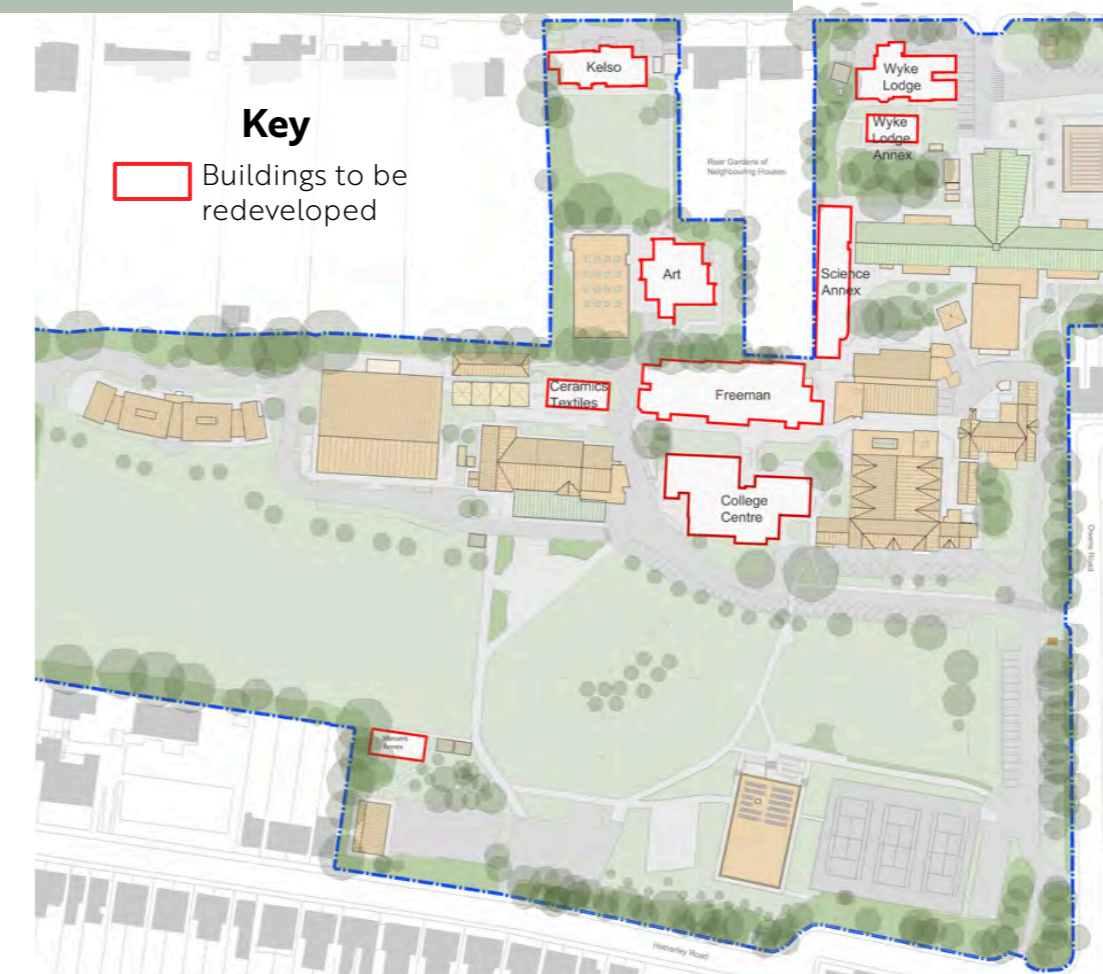 Key
Buildings to be
redeveloped
Kelso
Wyke
Lodge
Wyke
Lodge
Annex
Rear Gardens of
Neighbouring Houses
Art
Science
Annex
Ceramics
Textiles
Freeman
College
Centre
Owens Road
Annex
Road